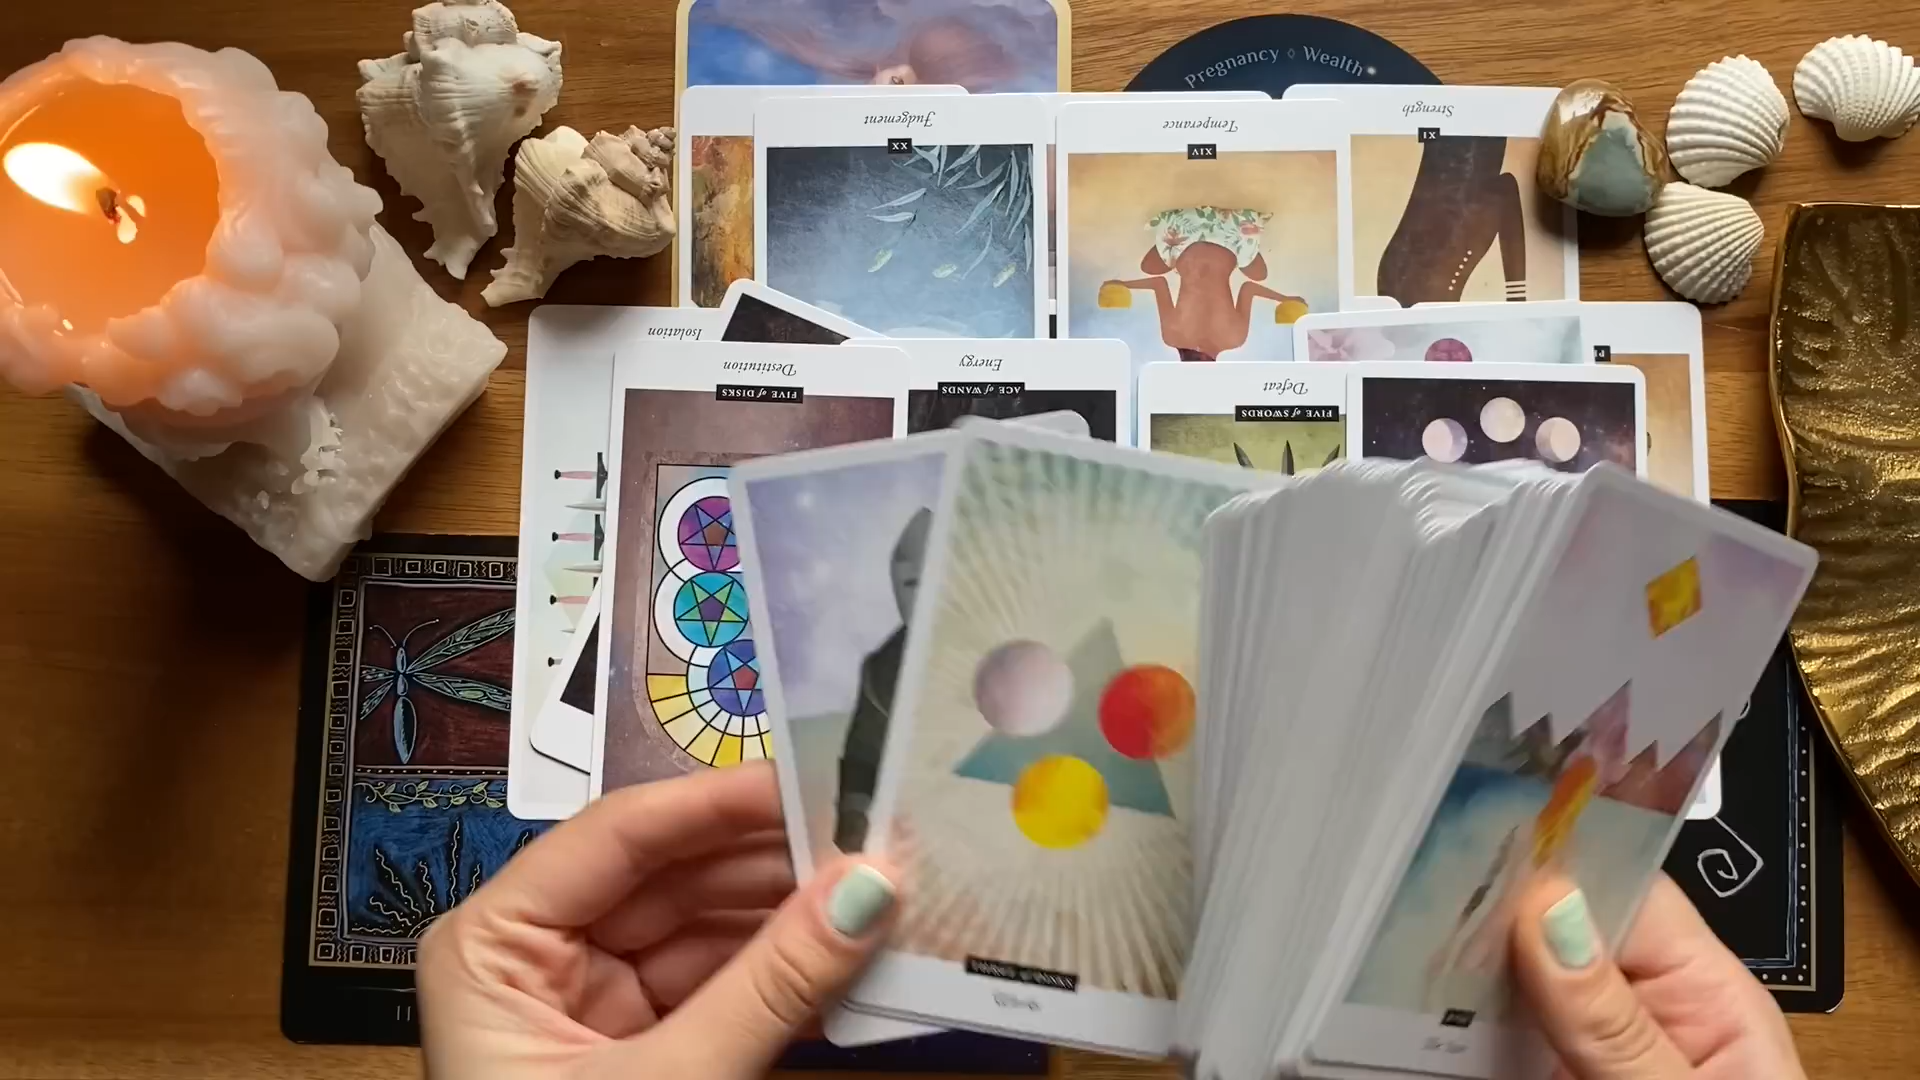 Pregnancy ◇ Wealth
Strength
XI
Judgement
XX
Temperance
XIV
Isolation
Destitution
FIVE of DISKS
Energy
ACE of WANDS
Defeat
FIVE of SWORDS
II